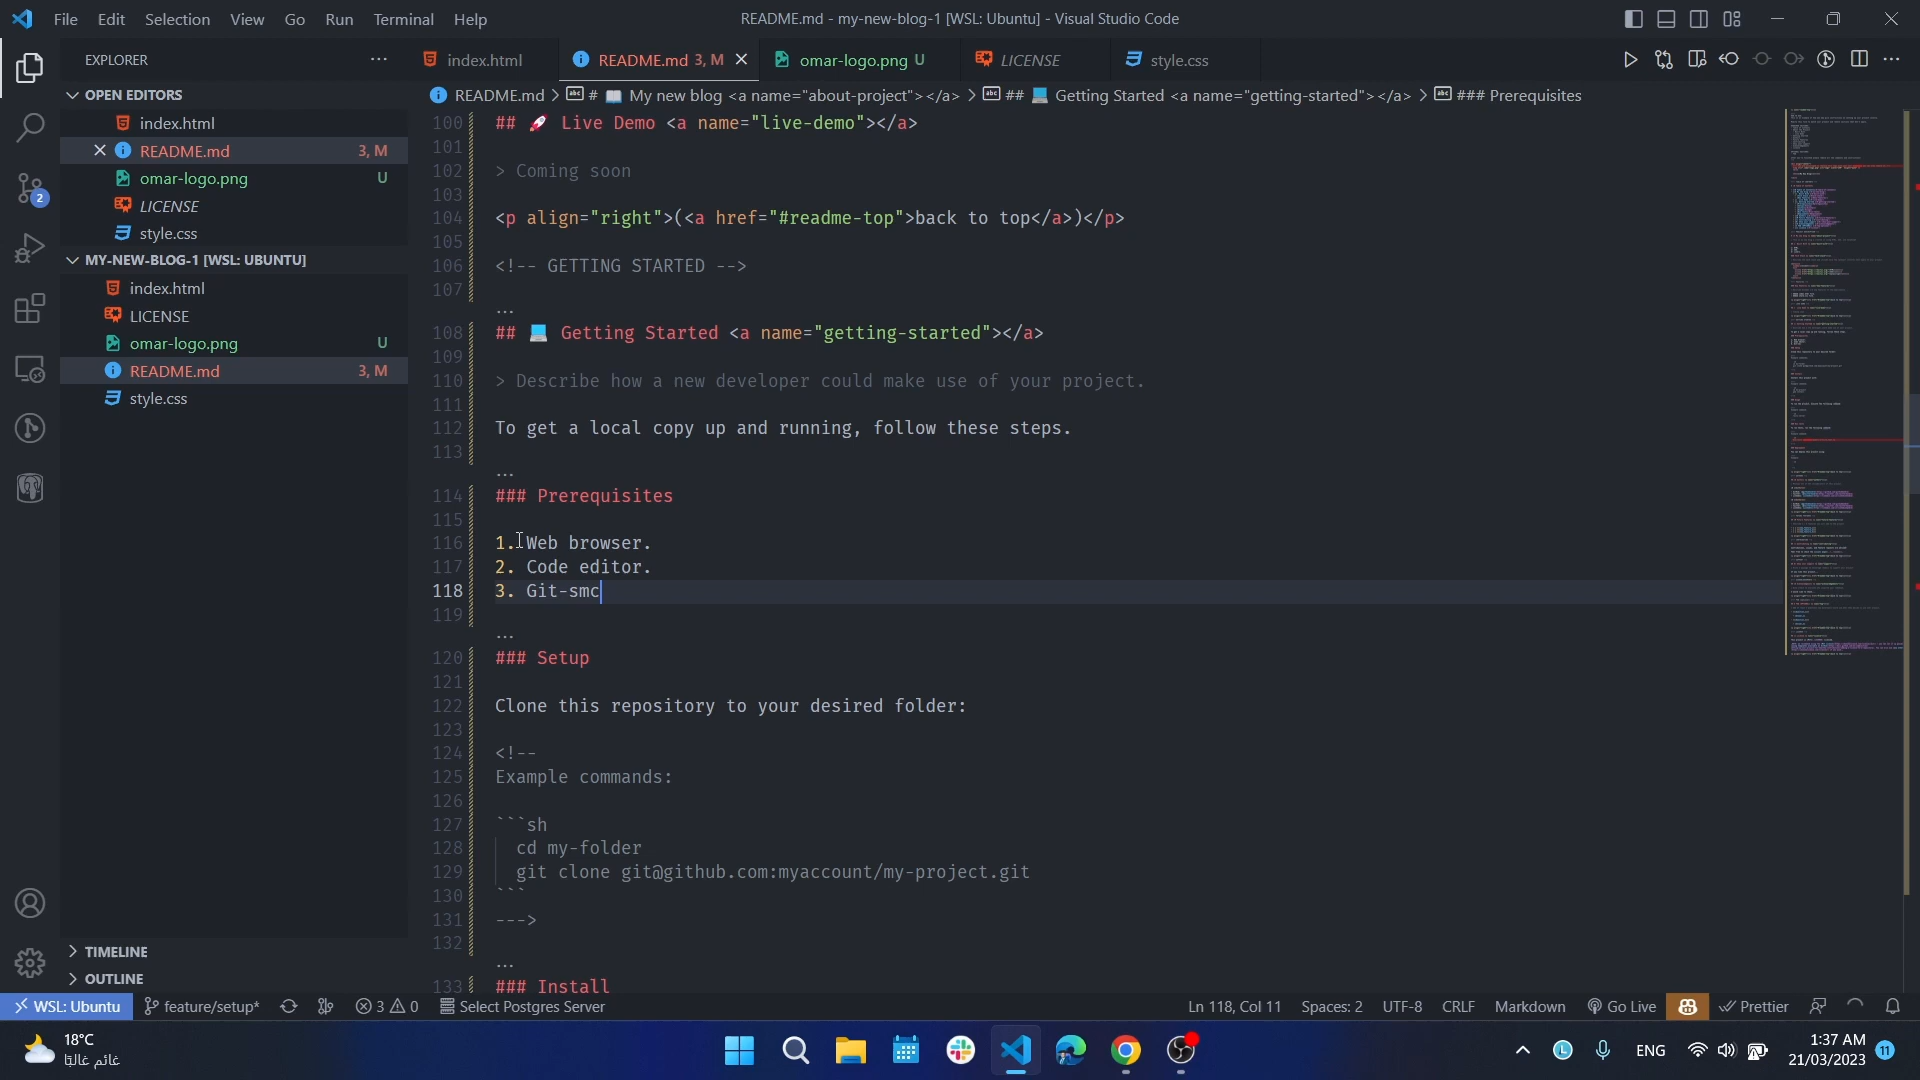 File Edit Selection View Go Run Terminal Help
README.md - my-new-blog-1 [WSL: Ubuntu] - Visual Studio Code
EXPLORER
index.html
README.md 3, M
omar-logo.png U
LICENSE
style.css
OPEN EDITORS
index.html
README.md 3, M
omar-logo.png U
LICENSE
style.css
MY-NEW-BLOG-1 [WSL: UBUNTU]
index.html
LICENSE
omar-logo.png U
README.md 3, M
style.css
2
TIMELINE
OUTLINE
README.md > # 📖 My new blog <a name="about-project"></a> > ## 💻 Getting Started <a name="getting-started"></a> > ### Prerequisites
100 ## 🚀 Live Demo <a name="live-demo"></a>
101
102 > Coming soon
103
104 <p align="right">(<a href="#readme-top">back to top</a>)</p>
105
106 <!-- GETTING STARTED -->
107
...
108 ## 💻 Getting Started <a name="getting-started"></a>
109
110 > Describe how a new developer could make use of your project.
111
112 To get a local copy up and running, follow these steps.
113
...
114 ### Prerequisites
115
116 1. Web browser.
117 2. Code editor.
118 3. Git-smc
119
...
120 ### Setup
121
122 Clone this repository to your desired folder:
123
124 <!--
125 Example commands:
126
127 ```sh
128 cd my-folder
129 git clone git@github.com:myaccount/my-project.git
130 ```
131 --->
132
...
133 ### Install
WSL: Ubuntu feature/setup* 3 0 Select Postgres Server
Ln 118, Col 11 Spaces: 2 UTF-8 CRLF Markdown Go Live Prettier
18°C
غائم غالبًا
ENG
1:37 AM
21/03/2023
11